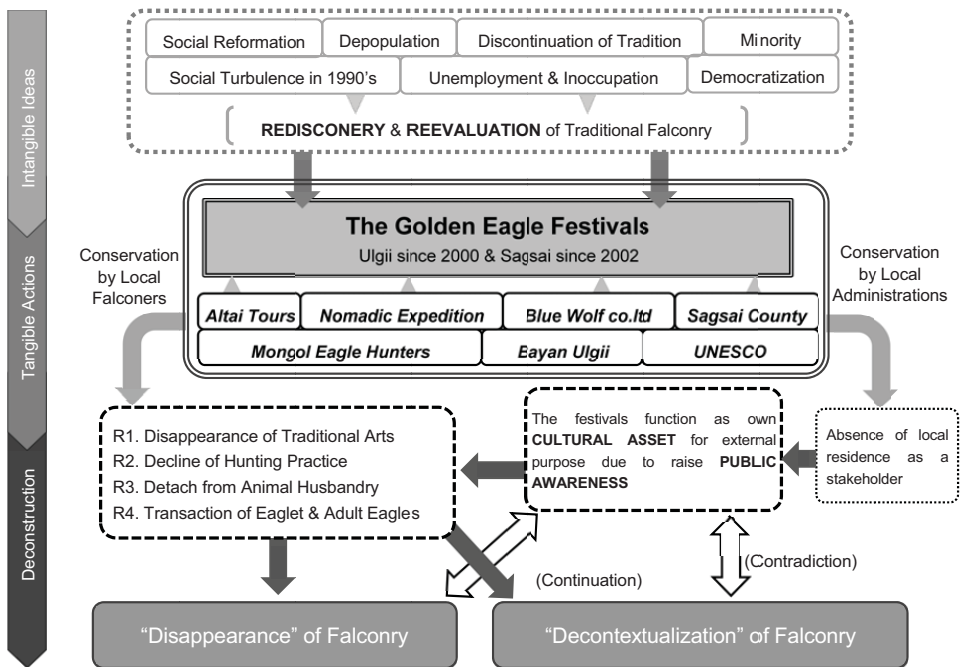 Intangible Ideas
Tangible Actions
Deconstruction
Social Reformation
Depopulation
Discontinuation of Tradition
Minority
Social Turbulence in 1990's
Unemployment & Inoccupation
Democratization
REDISCONERY & REEVALUATION of Traditional Falconry
The Golden Eagle Festivals
Ulgii since 2000 & Sagsai since 2002
Conservation
by Local
Falconers
Conservation
by Local
Administrations
Altai Tours
Nomadic Expedition
Blue Wolf co.ltd
Sagsai County
Mongol Eagle Hunters
Bayan Ulgii
UNESCO
R1. Disappearance of Traditional Arts
R2. Decline of Hunting Practice
R3. Detach from Animal Husbandry
R4. Transaction of Eaglet & Adult Eagles
The festivals function as own
CULTURAL ASSET for external
purpose due to raise PUBLIC
AWARENESS
Absence of local
residence as a
stakeholder
(Continuation)
(Contradiction)
"Disappearance" of Falconry
"Decontextualization" of Falconry